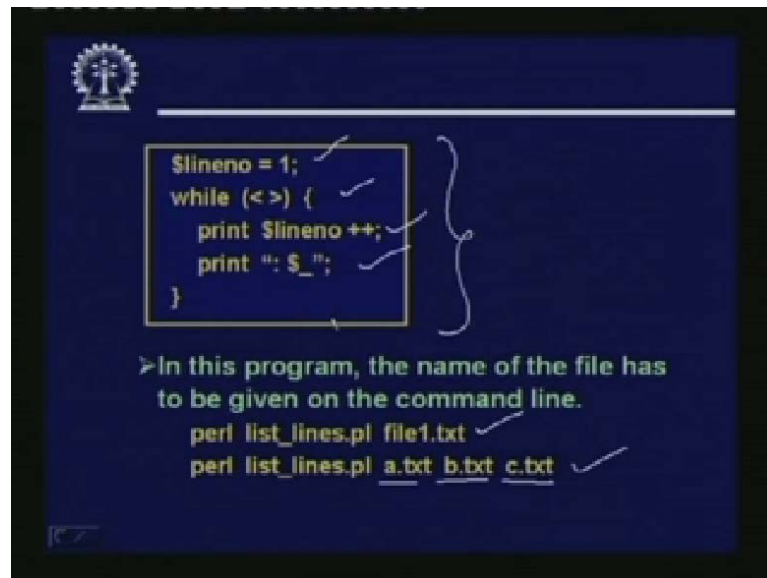 $lineno = 1;
while (< >) {
print $lineno ++;
print “: $_”;
}
➢In this program, the name of the file has
to be given on the command line.
perl list_lines.pl file1.txt
perl list_lines.pl a.txt b.txt c.txt